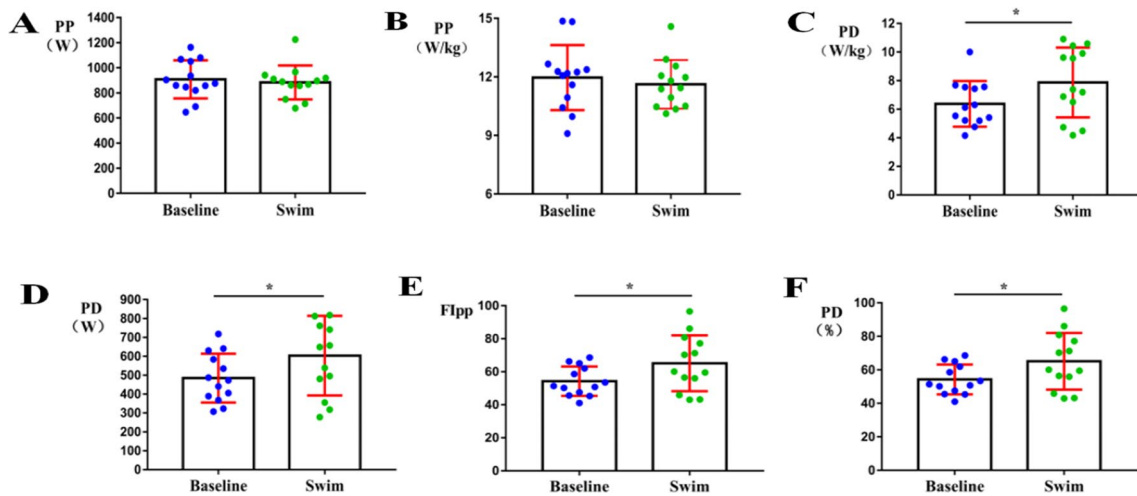 A
PP
（W）
1400
1200
1000
800
600
400
200
0
Baseline
Swim
B
PP
（W/kg）
15
12
9
6
Baseline
Swim
C
*
PD
（W/kg）
12
10
8
6
4
2
0
Baseline
Swim
D
*
PD
（W）
900
800
700
600
500
400
300
200
100
0
Baseline
Swim
E
*
FIpp
100
80
60
40
20
0
Baseline
Swim
F
*
PD
（%）
100
80
60
40
20
0
Baseline
Swim